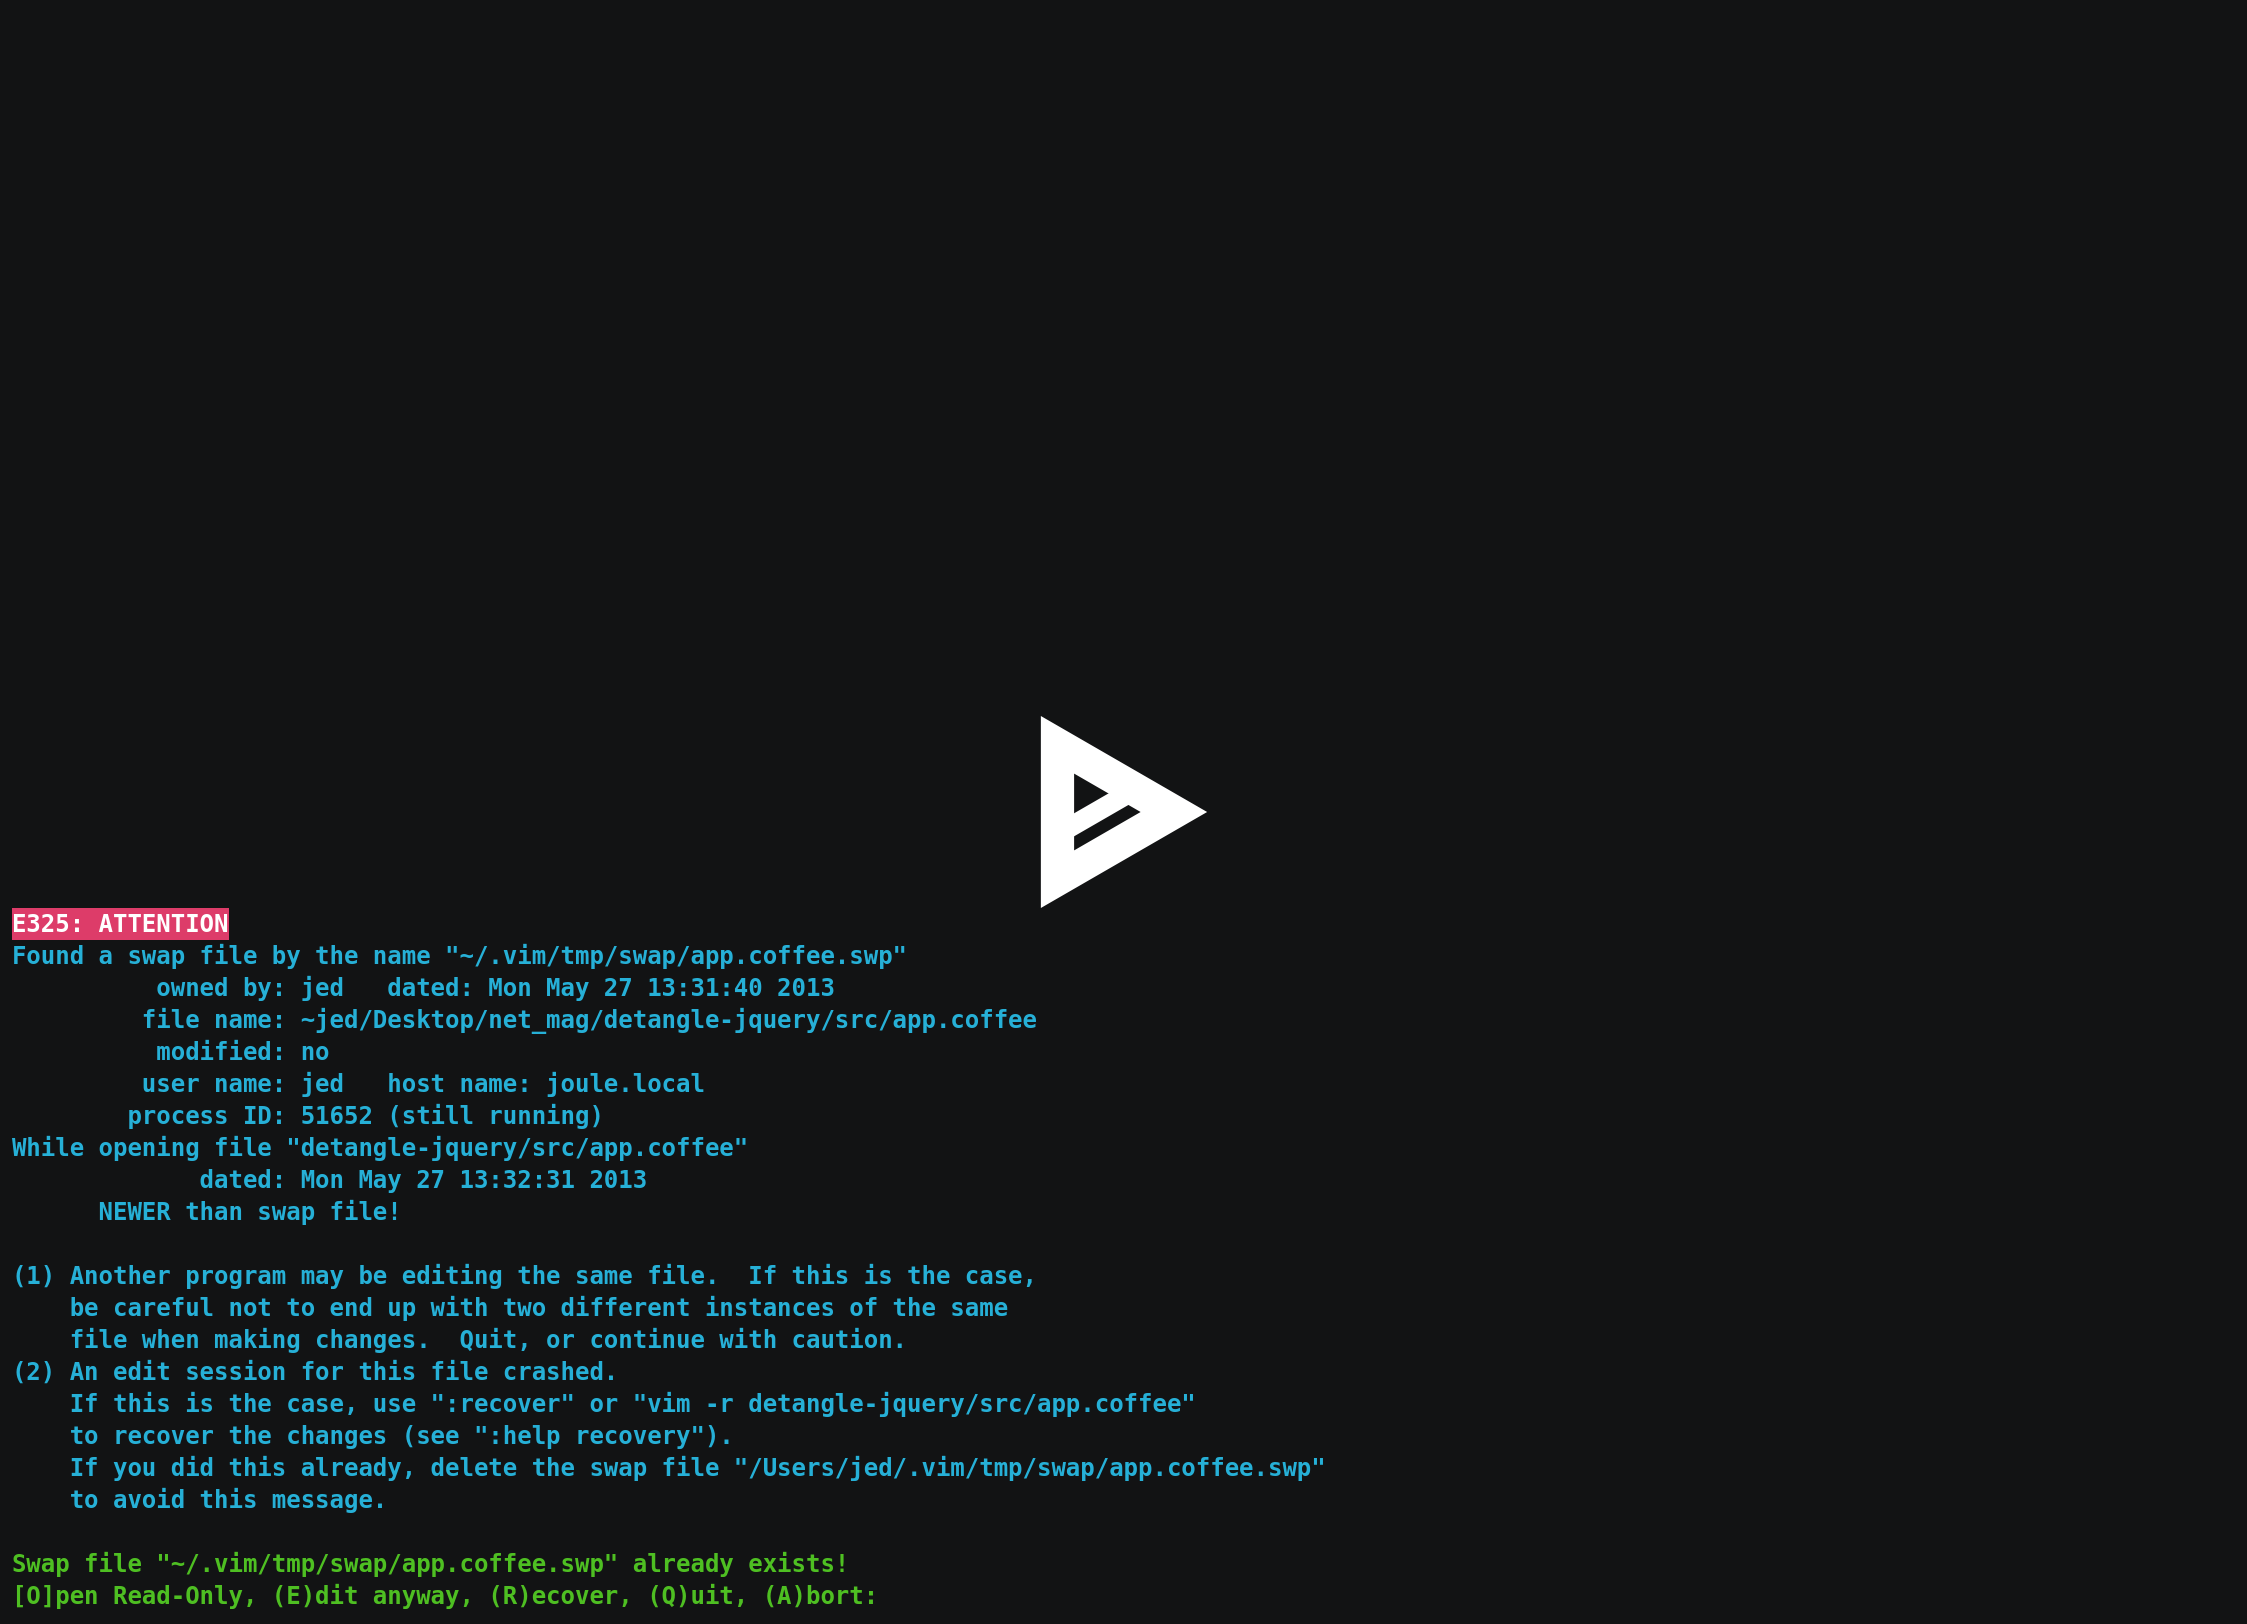 E325: ATTENTION
Found a swap file by the name "~/.vim/tmp/swap/app.coffee.swp"
          owned by: jed   dated: Mon May 27 13:31:40 2013
         file name: ~jed/Desktop/net_mag/detangle-jquery/src/app.coffee
          modified: no
         user name: jed   host name: joule.local
        process ID: 51652 (still running)
While opening file "detangle-jquery/src/app.coffee"
             dated: Mon May 27 13:32:31 2013
      NEWER than swap file!

(1) Another program may be editing the same file.  If this is the case,
    be careful not to end up with two different instances of the same
    file when making changes.  Quit, or continue with caution.
(2) An edit session for this file crashed.
    If this is the case, use ":recover" or "vim -r detangle-jquery/src/app.coffee"
    to recover the changes (see ":help recovery").
    If you did this already, delete the swap file "/Users/jed/.vim/tmp/swap/app.coffee.swp"
    to avoid this message.

Swap file "~/.vim/tmp/swap/app.coffee.swp" already exists!
[O]pen Read-Only, (E)dit anyway, (R)ecover, (Q)uit, (A)bort: